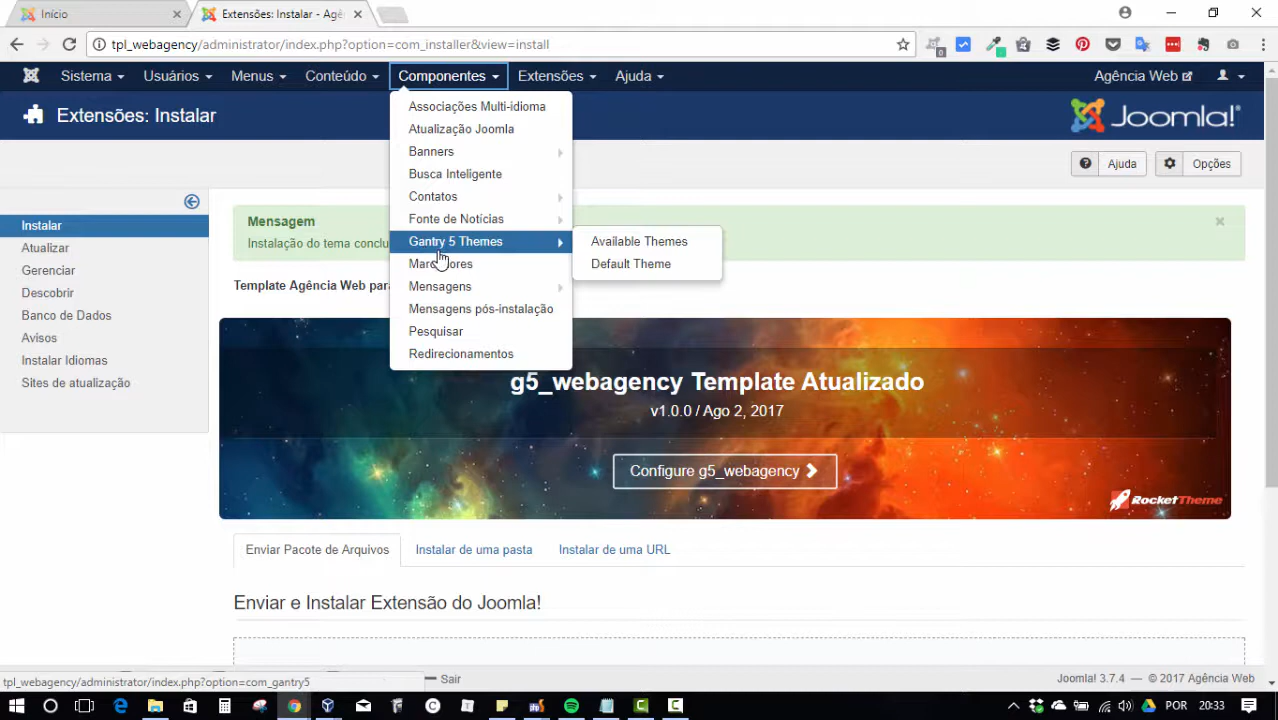 Início
Extensões: Instalar - Agê
tpl_webagency/administrator/index.php?option=com_installer&view=install
Sistema Usuários Menus Conteúdo Componentes Extensões Ajuda Agência Web
Extensões: Instalar
Joomla!
Ajuda Opções
Instalar
Atualizar
Gerenciar
Descobrir
Banco de Dados
Avisos
Instalar Idiomas
Sites de atualização
Associações Multi-idioma
Atualização Joomla
Banners
Busca Inteligente
Contatos
Fonte de Notícias
Gantry 5 Themes
Mensagens
Mensagens pós-instalação
Pesquisar
Redirecionamentos
Available Themes
Default Theme
Mensagem
Instalação do tema conclu
Template Agência Web par
g5_webagency Template Atualizado
v1.0.0 / Ago 2, 2017
Configure g5_webagency
RocketTheme
Enviar Pacote de Arquivos Instalar de uma pasta Instalar de uma URL
Enviar e Instalar Extensão do Joomla!
tpl_webagency/administrator/index.php?option=com_gantry5
Sair
Joomla! 3.7.4 — © 2017 Agência Web
POR 20:33